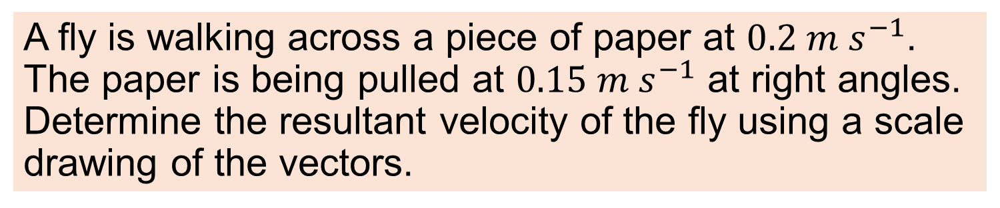 A fly is walking across a piece of paper at 0.2 m s⁻¹.
The paper is being pulled at 0.15 m s⁻¹ at right angles.
Determine the resultant velocity of the fly using a scale
drawing of the vectors.